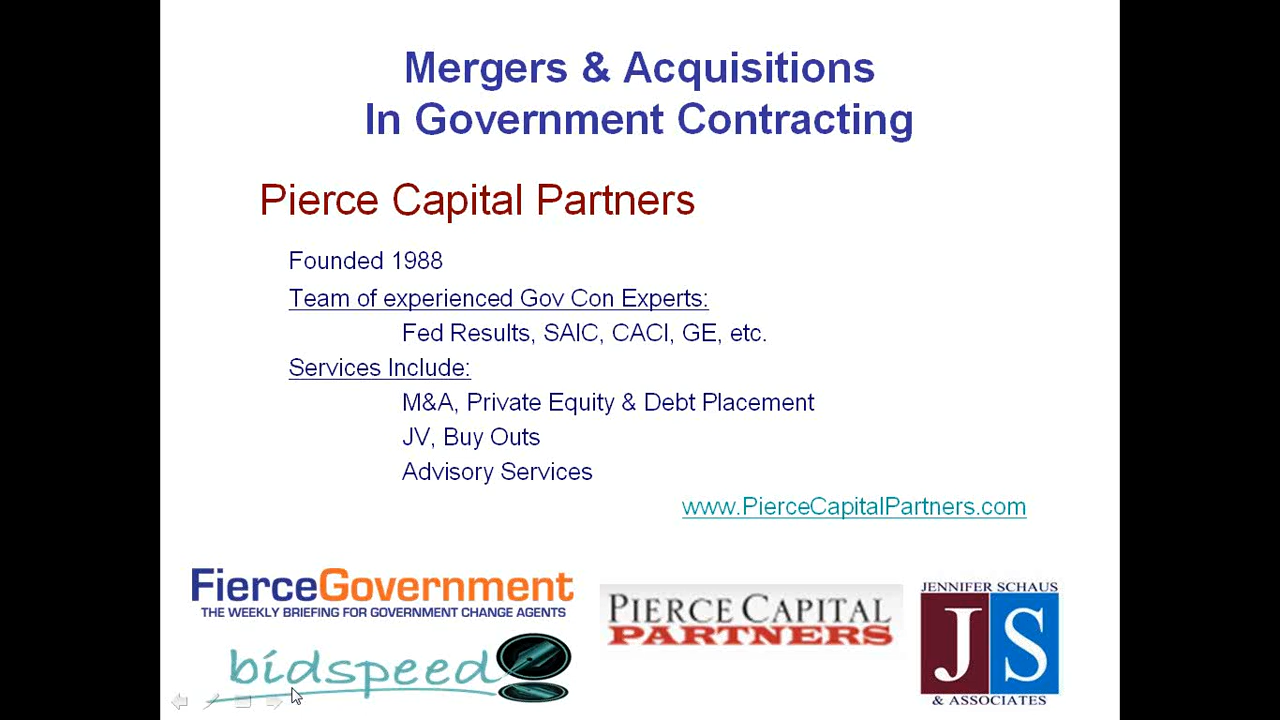 Mergers & Acquisitions
In Government Contracting
Pierce Capital Partners
Founded 1988
Team of experienced Gov Con Experts:
Fed Results, SAIC, CACI, GE, etc.
Services Include:
M&A, Private Equity & Debt Placement
JV, Buy Outs
Advisory Services
www.PierceCapitalPartners.com
FierceGovernment
THE WEEKLY BRIEFING FOR GOVERNMENT CHANGE AGENTS
bidspeed
PIERCE CAPITAL
PARTNERS
JENNIFER SCHAUS
JS
& ASSOCIATES